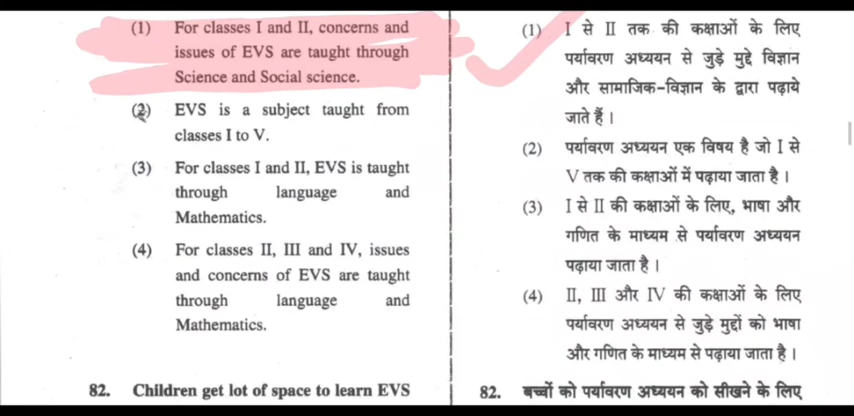 (1) For classes I and II, concerns and
issues of EVS are taught through
Science and Social science.
(2) EVS is a subject taught from
classes I to V.
(3) For classes I and II, EVS is taught
through language and
Mathematics.
(4) For classes II, III and IV, issues
and concerns of EVS are taught
through language and
Mathematics.
82. Children get lot of space to learn EVS
(1) I से II तक की कक्षाओं के लिए
पर्यावरण अध्ययन से जुड़े मुद्दे विज्ञान
और सामाजिक-विज्ञान के द्वारा पढ़ाये
जाते हैं ।
(2) पर्यावरण अध्ययन एक विषय है जो I से
V तक की कक्षाओं में पढ़ाया जाता है ।
(3) I से II की कक्षाओं के लिए, भाषा और
गणित के माध्यम से पर्यावरण अध्ययन
पढ़ाया जाता है ।
(4) II, III और IV की कक्षाओं के लिए
पर्यावरण अध्ययन से जुड़े मुद्दों को भाषा
और गणित के माध्यम से पढ़ाया जाता है ।
82. बच्चों को पर्यावरण अध्ययन को सीखने के लिए